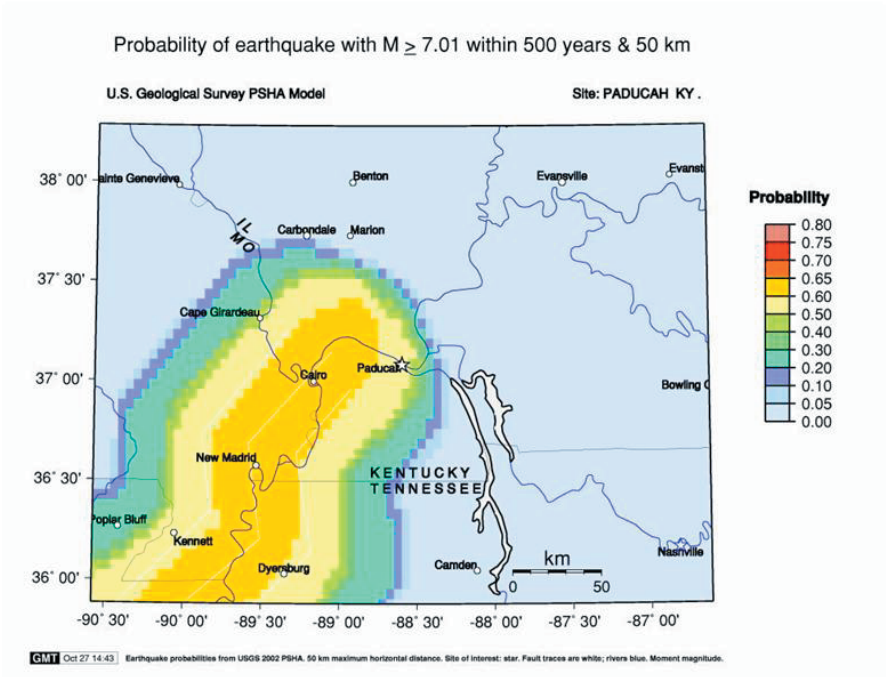 Probability of earthquake with M ≥ 7.01 within 500 years & 50 km
U.S. Geological Survey PSHA Model Site: PADUCAH KY .
38° 00'
37° 30'
37° 00'
36° 30'
36° 00'
ainte Genevieve
Benton
Evansville
Evanst
IL
MO
Carbondale
Marion
Cape Girardeau
Paducah
Cairo
Bowling
New Madrid
KENTUCKY
TENNESSEE
Poplar Bluff
Kennett
Dyersburg
Camden
Nashville
km
0 50
-90° 30' -90° 00' -89° 30' -89° 00' -88° 30' -88° 00' -87° 30' -87° 00'
Probability
0.80
0.75
0.70
0.65
0.60
0.50
0.40
0.30
0.20
0.10
0.05
0.00
GMT Oct 27 14:43 Earthquake probabilities from USGS 2002 PSHA. 50 km maximum horizontal distance. Site of interest: star. Fault traces are white; rivers blue. Moment magnitude.